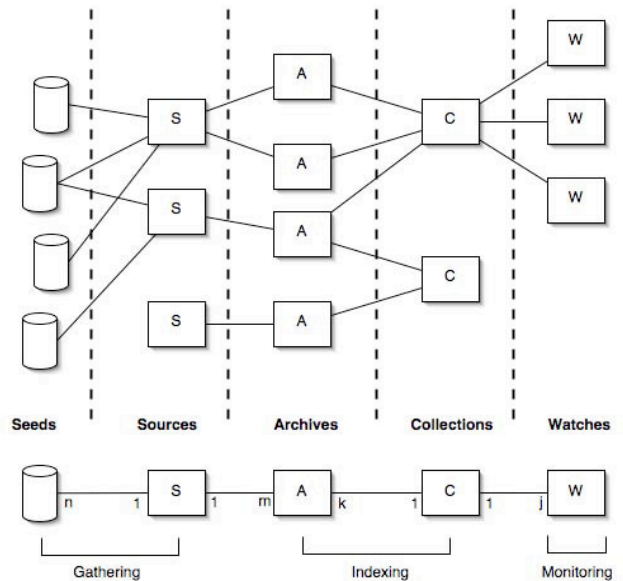 W
A
S
C
W
A
S
A
W
C
S
A
Seeds Sources Archives Collections Watches
n 1 S 1 m A k 1 C 1 j W
Gathering Indexing Monitoring